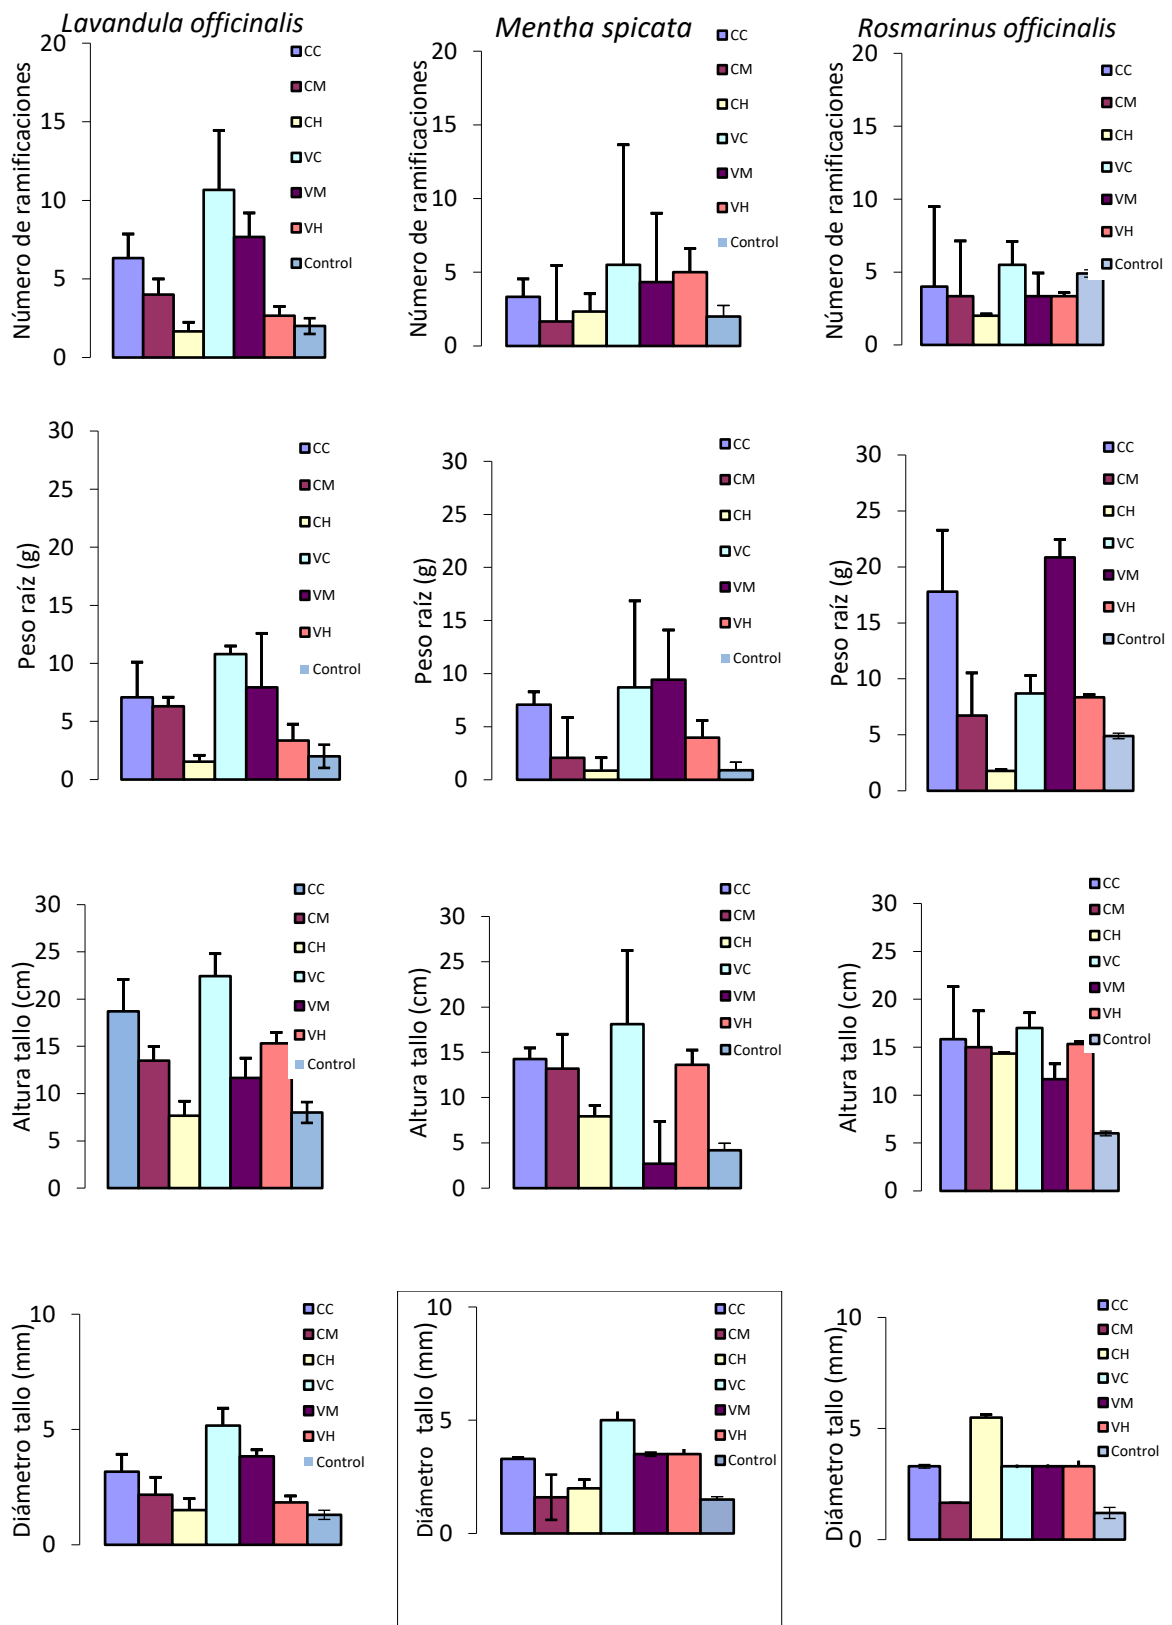 Lavandula officinalis
Número de ramificaciones
20
15
10
5
0
CC
CM
CH
VC
VM
VH
Control
Mentha spicata
Número de ramificaciones
20
15
10
5
0
CC
CM
CH
VC
VM
VH
Control
Rosmarinus officinalis
Número de ramificaciones
20
15
10
5
0
CC
CM
CH
VC
VM
VH
Control
Peso raíz (g)
30
25
20
15
10
5
0
CC
CM
CH
VC
VM
VH
Control
Peso raíz (g)
30
25
20
15
10
5
0
CC
CM
CH
VC
VM
VH
Control
Peso raíz (g)
30
25
20
15
10
5
0
CC
CM
CH
VC
VM
VH
Control
Altura tallo (cm)
30
25
20
15
10
5
0
CC
CM
CH
VC
VM
VH
Control
Altura tallo (cm)
30
25
20
15
10
5
0
CC
CM
CH
VC
VM
VH
Control
Altura tallo (cm)
30
25
20
15
10
5
0
CC
CM
CH
VC
VM
VH
Control
Diámetro tallo (mm)
10
5
0
CC
CM
CH
VC
VM
VH
Control
Diámetro tallo (mm)
10
5
0
CC
CM
CH
VC
VM
VH
Control
Diámetro tallo (mm)
10
5
0
CC
CM
CH
VC
VM
VH
Control